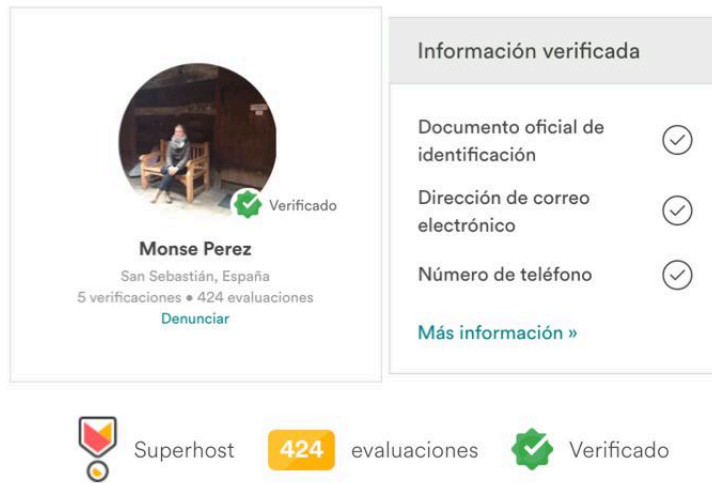 Verificado
Monse Perez
San Sebastián, España
5 verificaciones • 424 evaluaciones
Denunciar
Información verificada
Documento oficial de
identificación
Dirección de correo
electrónico
Número de teléfono
Más información »
Superhost 424 evaluaciones Verificado